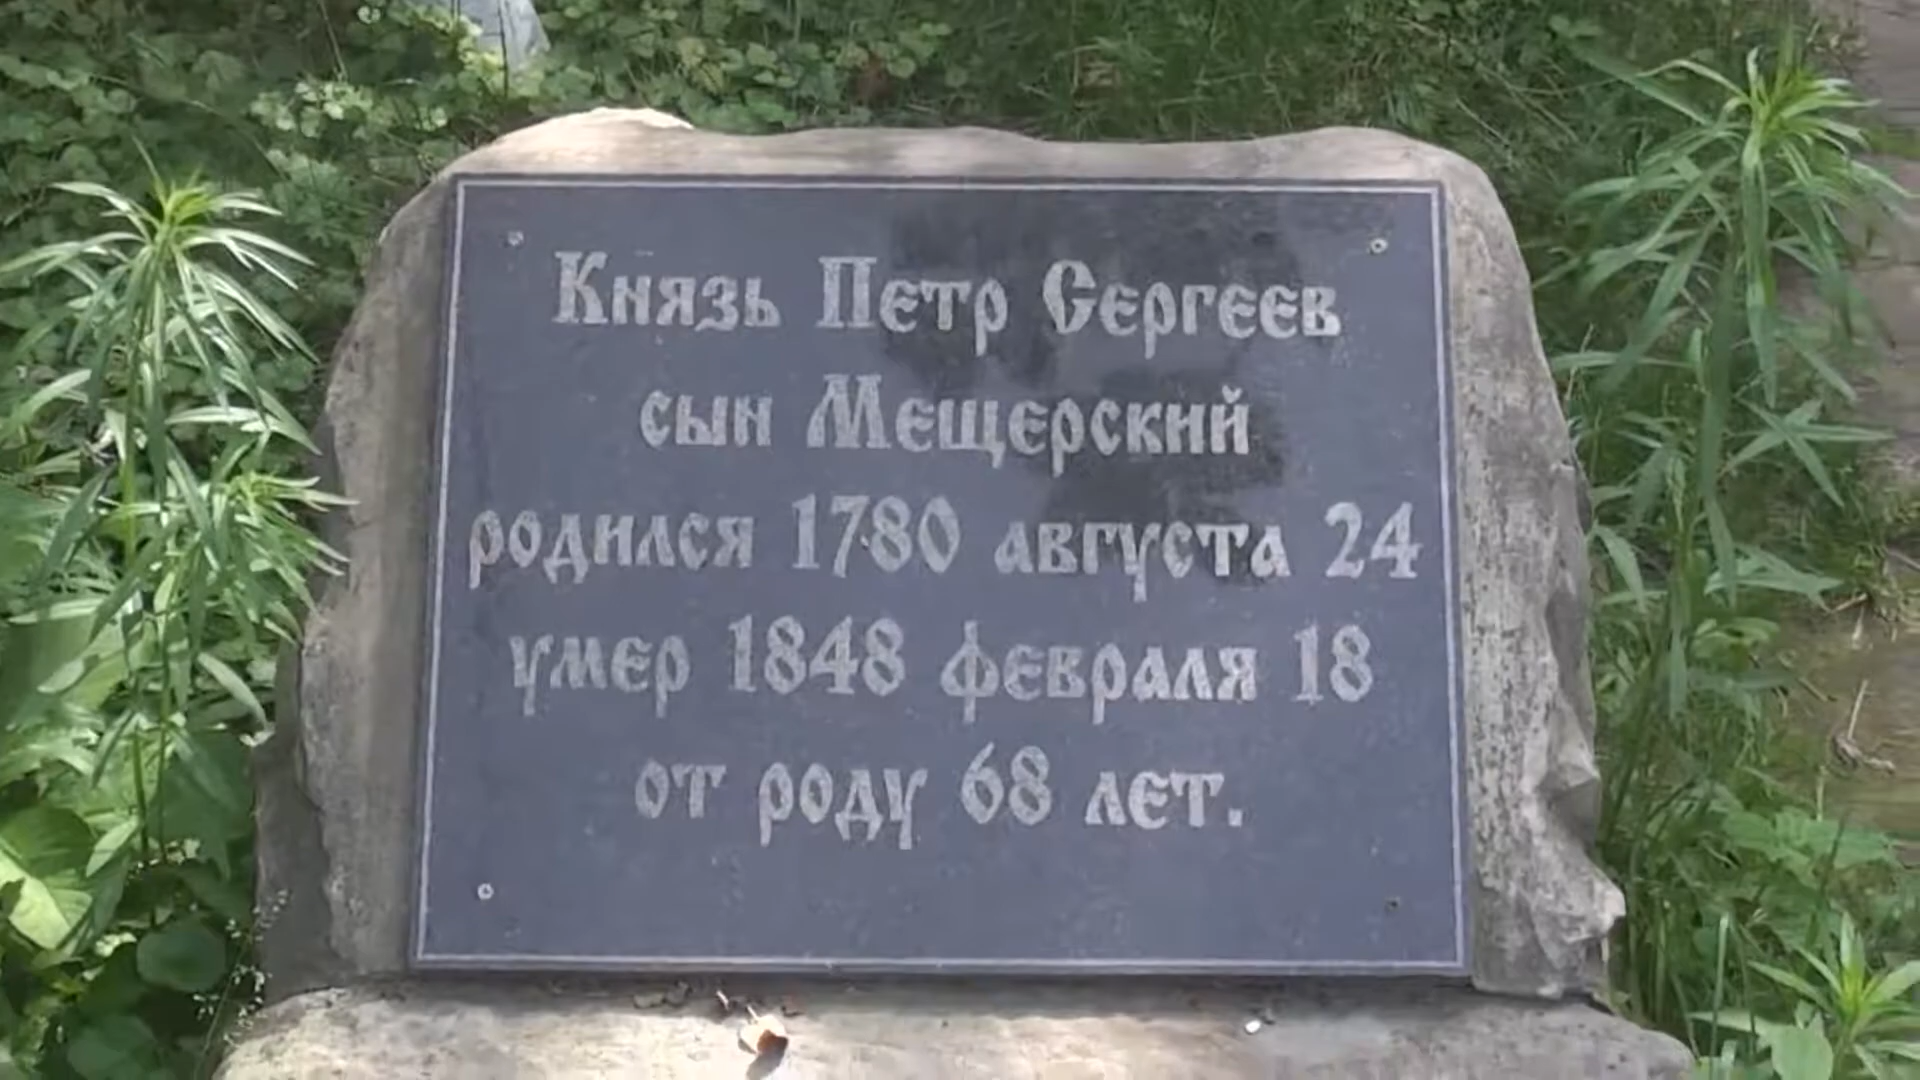 Князь Петр Сергеев
сын Мещерский
родился 1780 августа 24
умер 1848 февраля 18
от роду 68 лет.